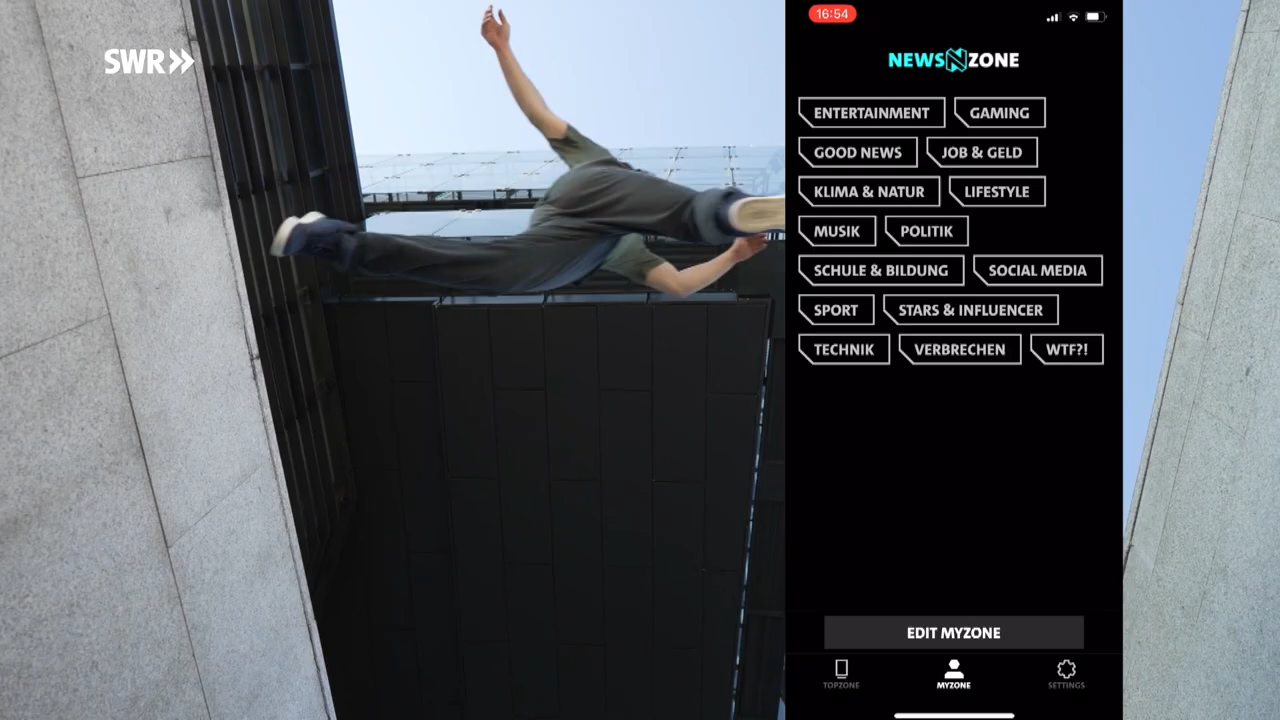 SWR»
16:54
NEWSZONE
ENTERTAINMENT GAMING
GOOD NEWS JOB & GELD
KLIMA & NATUR LIFESTYLE
MUSIK POLITIK
SCHULE & BILDUNG SOCIAL MEDIA
SPORT STARS & INFLUENCER
TECHNIK VERBRECHEN WTF?!
EDIT MYZONE
TOPZONE MYZONE SETTINGS